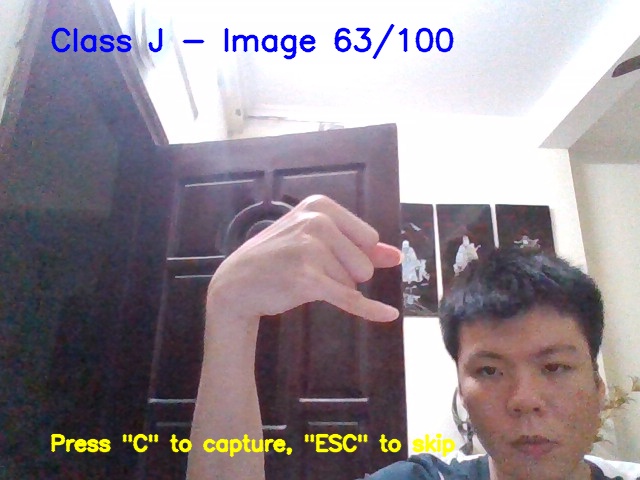 Class J - Image 63/100
Press "C" to capture, "ESC" to skip